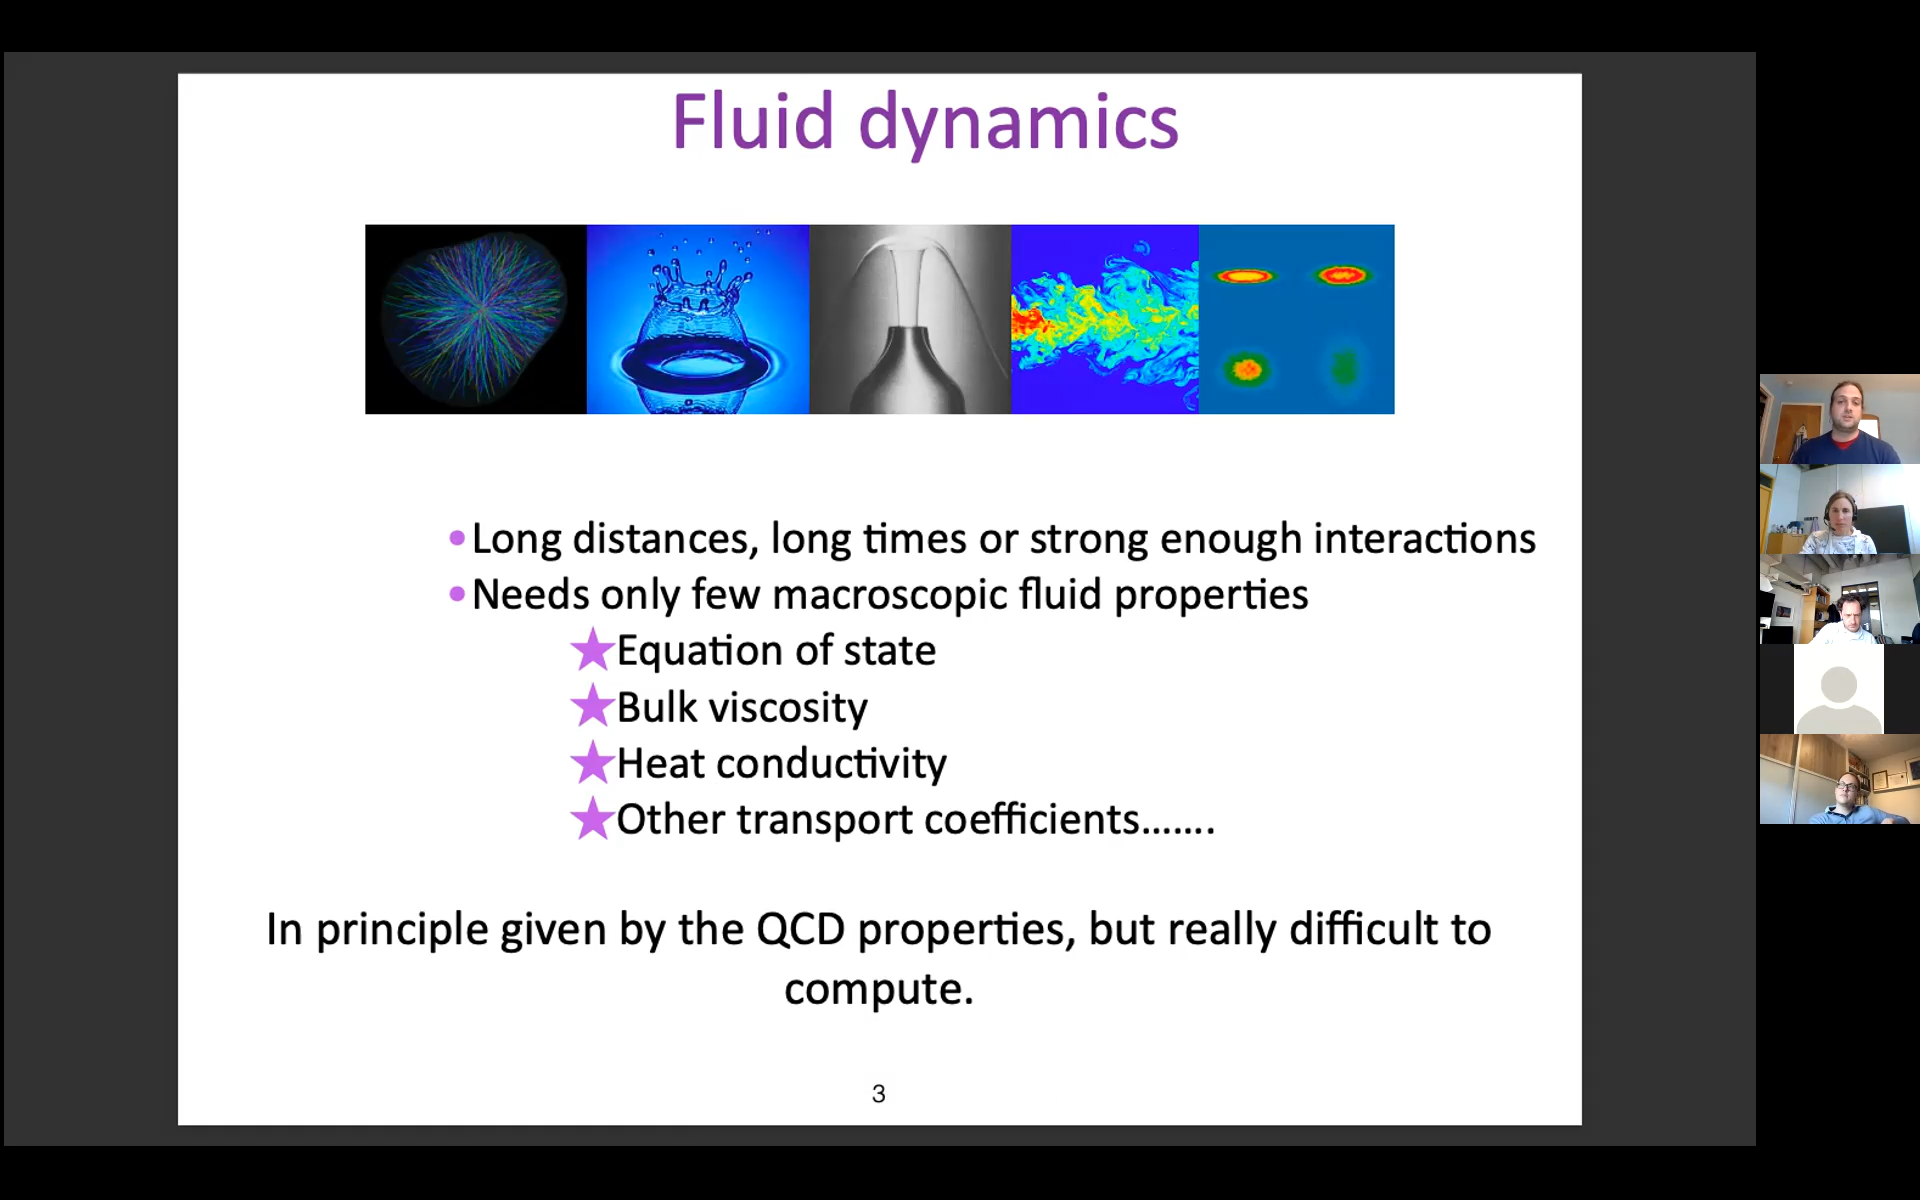 Fluid dynamics
•Long distances, long times or strong enough interactions
•Needs only few macroscopic fluid properties
★Equation of state
★Bulk viscosity
★Heat conductivity
★Other transport coefficients.......
In principle given by the QCD properties, but really difficult to
compute.
3